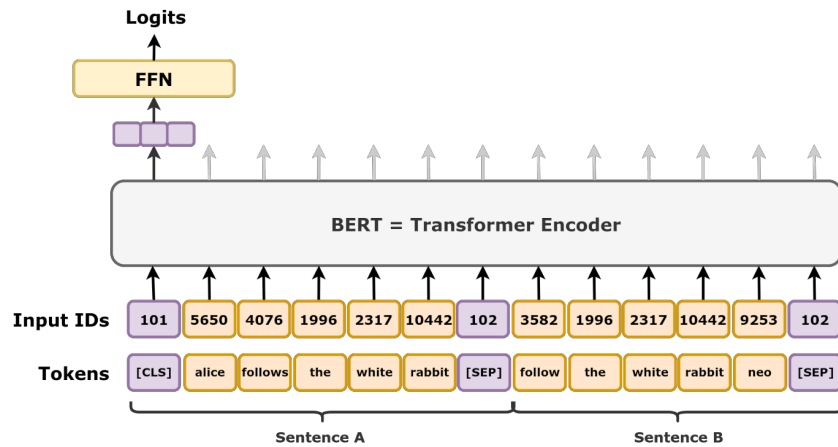 Logits
FFN
BERT = Transformer Encoder
Input IDs 101 5650 4076 1996 2317 10442 102 3582 1996 2317 10442 9253 102
Tokens [CLS] alice follows the white rabbit [SEP] follow the white rabbit neo [SEP]
Sentence A Sentence B